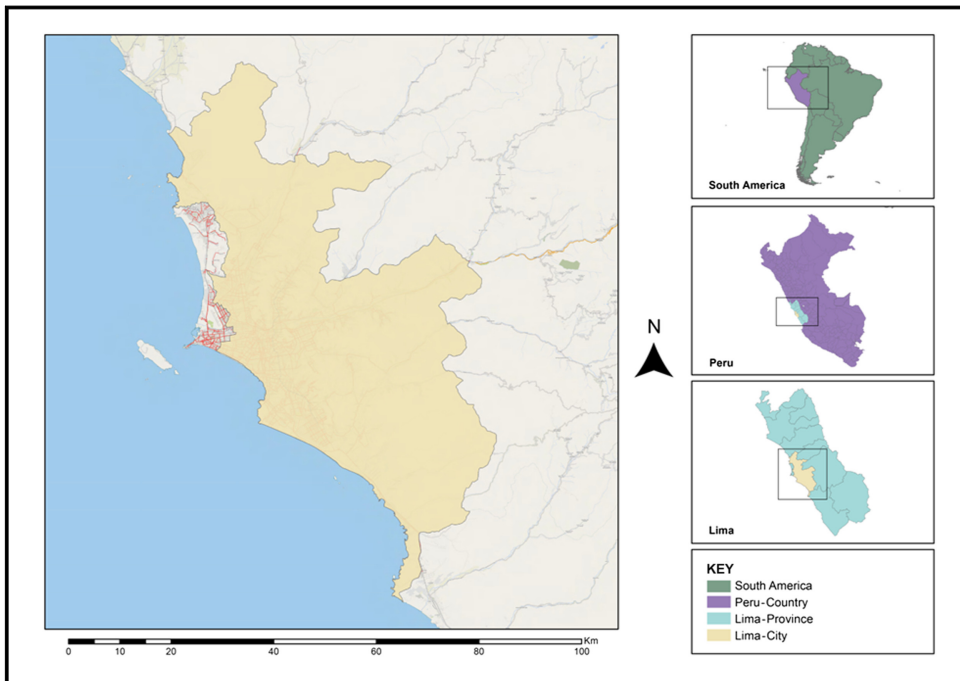 South America
Peru
Lima
N
KEY
South America
Peru-Country
Lima-Province
Lima-City
Km
0 10 20 40 60 80 100